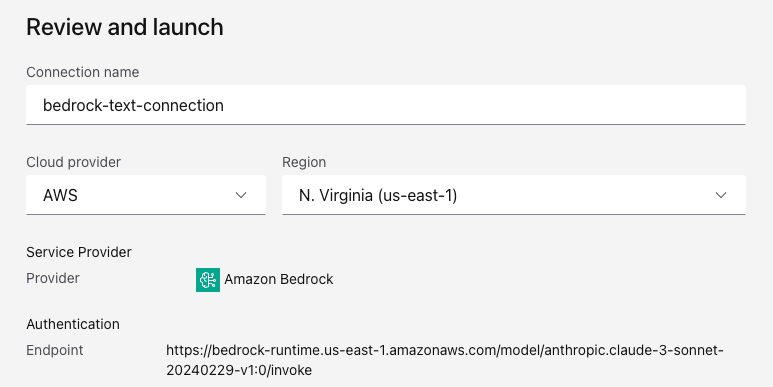 Review and launch
Connection name
bedrock-text-connection
Cloud provider
Region
AWS
N. Virginia (us-east-1)
Service Provider
Provider
Amazon Bedrock
Authentication
Endpoint
https://bedrock-runtime.us-east-1.amazonaws.com/model/anthropic.claude-3-sonnet-
20240229-v1:0/invoke